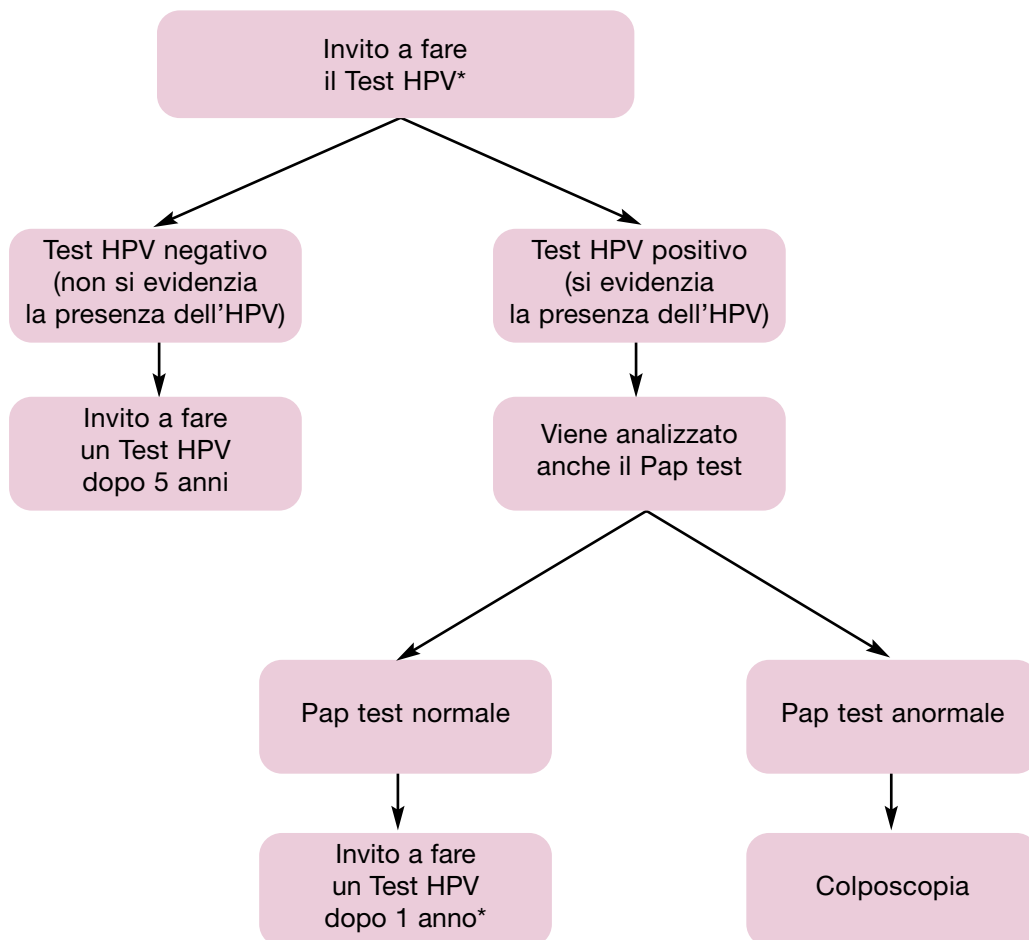 Invito a fare
il Test HPV*
Test HPV negativo
(non si evidenzia
la presenza dell’HPV)
Test HPV positivo
(si evidenzia
la presenza dell’HPV)
Invito a fare
un Test HPV
dopo 5 anni
Viene analizzato
anche il Pap test
Pap test normale
Pap test anormale
Invito a fare
un Test HPV
dopo 1 anno*
Colposcopia